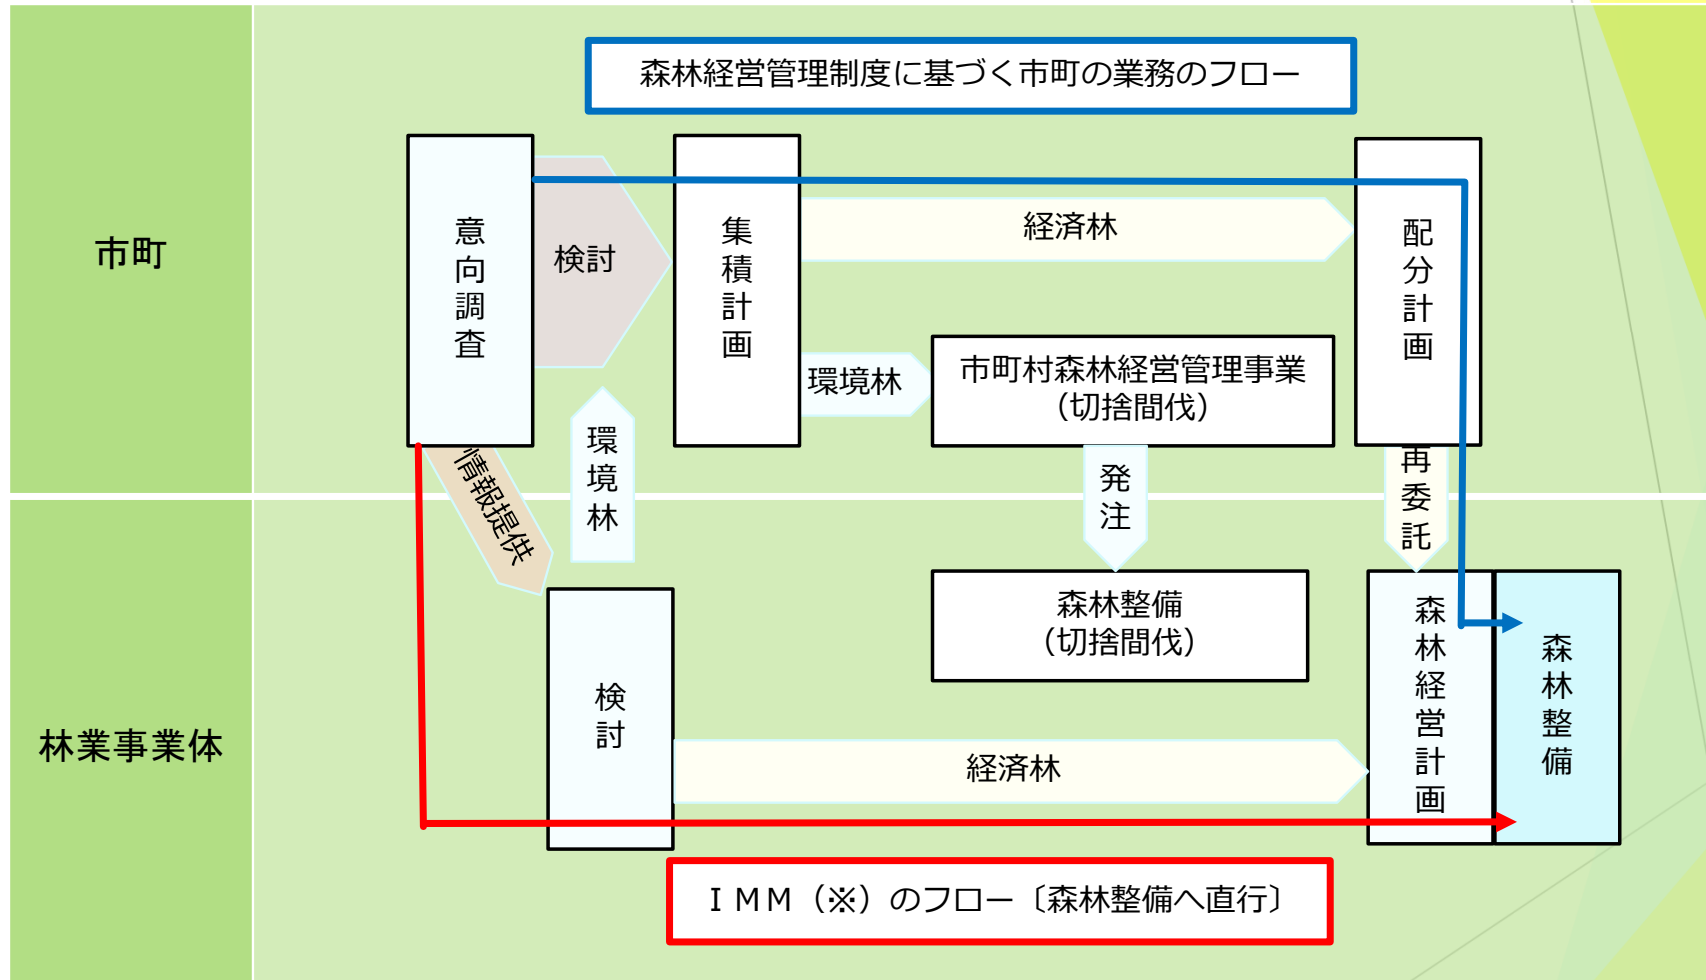 森林経営管理制度に基づく市町の業務のフロー
市町
意向調査
検討
集積計画
経済林
配分計画
環境林
市町村森林経営管理事業
（切捨間伐）
情報提供
環境林
発注
再委託
林業事業体
検討
森林整備
（切捨間伐）
経済林
森林経営計画
森林整備
ＩＭＭ（※）のフロー〔森林整備へ直行〕